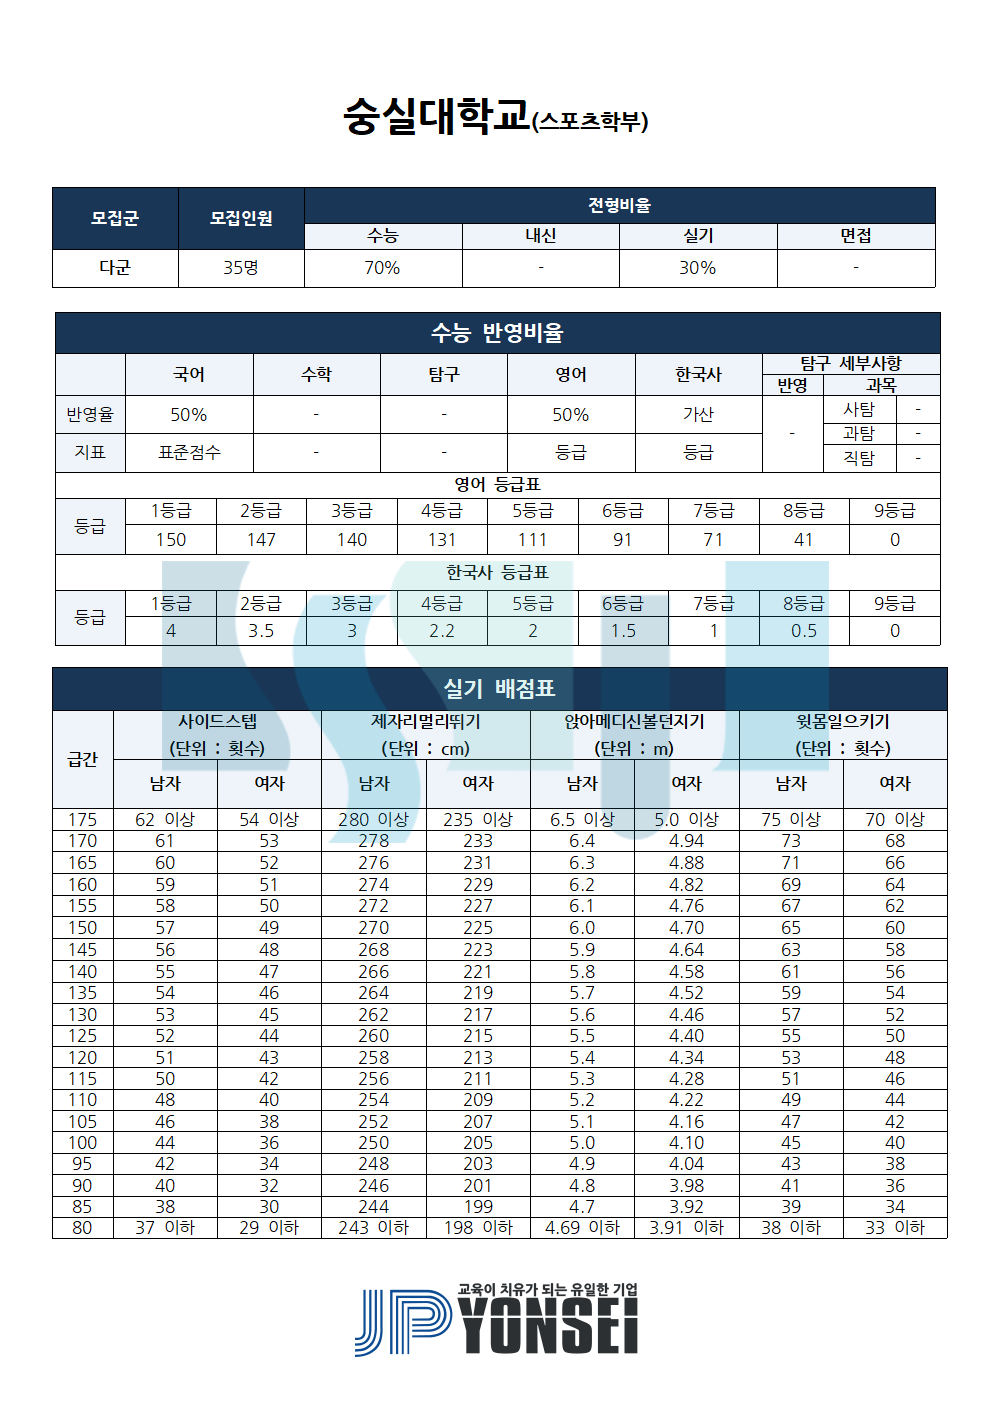 숭실대학교(스포츠학부)
모집군 모집인원 전형비율
수능 내신 실기 면접
다군 35명 70% - 30% -
수능 반영비율
국어 수학 탐구 영어 한국사 탐구 세부사항
반영 과목
반영율 50% - - 50% 가산 - 사탐 -
과탐 -
지표 표준점수 - - 등급 등급 직탐 -
영어 등급표
등급 1등급 2등급 3등급 4등급 5등급 6등급 7등급 8등급 9등급
150 147 140 131 111 91 71 41 0
한국사 등급표
등급 1등급 2등급 3등급 4등급 5등급 6등급 7등급 8등급 9등급
4 3.5 3 2.2 2 1.5 1 0.5 0
실기 배점표
급간 사이드스텝 제자리멀리뛰기 앉아메디신볼던지기 윗몸일으키기
(단위 : 횟수) (단위 : cm) (단위 : m) (단위 : 횟수)
남자 여자 남자 여자 남자 여자 남자 여자
175 62 이상 54 이상 280 이상 235 이상 6.5 이상 5.0 이상 75 이상 70 이상
170 61 53 278 233 6.4 4.94 73 68
165 60 52 276 231 6.3 4.88 71 66
160 59 51 274 229 6.2 4.82 69 64
155 58 50 272 227 6.1 4.76 67 62
150 57 49 270 225 6.0 4.70 65 60
145 56 48 268 223 5.9 4.64 63 58
140 55 47 266 221 5.8 4.58 61 56
135 54 46 264 219 5.7 4.52 59 54
130 53 45 262 217 5.6 4.46 57 52
125 52 44 260 215 5.5 4.40 55 50
120 51 43 258 213 5.4 4.34 53 48
115 50 42 256 211 5.3 4.28 51 46
110 48 40 254 209 5.2 4.22 49 44
105 46 38 252 207 5.1 4.16 47 42
100 44 36 250 205 5.0 4.10 45 40
95 42 34 248 203 4.9 4.04 43 38
90 40 32 246 201 4.8 3.98 41 36
85 38 30 244 199 4.7 3.92 39 34
80 37 이하 29 이하 243 이하 198 이하 4.69 이하 3.91 이하 38 이하 33 이하
교육이 치유가 되는 유일한 기업
JP YONSEI